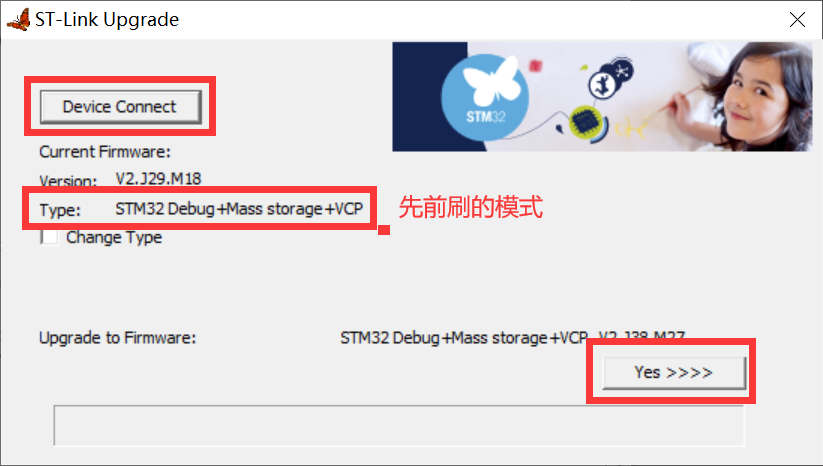 ST-Link Upgrade
STM32
Device Connect
Current Firmware:
Version: V2.J29.M18
Type: STM32 Debug+Mass storage+VCP
先前刷的模式
Change Type
Upgrade to Firmware: STM32 Debug+Mass storage+VCP V2.J38.M27
Yes >>>>